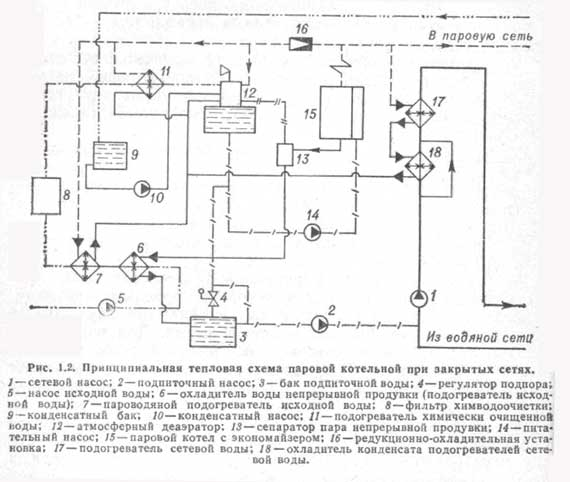 16
В паровую сеть
11
12
17
15
18
9
13
8
10
14
6
7
5
4
1
2
3
Из водяной сети
Рис. 1.2. Принципиальная тепловая схема паровой котельной при закрытых сетях.
1—сетевой насос; 2—подпиточный насос; 3—бак подпиточной воды; 4—регулятор подпора;
5—насос исходной воды; 6—охладитель воды непрерывной продувки (подогреватель исход-
ной воды); 7—пароводяной подогреватель исходной воды; 8—фильтр химводоочистки;
9—конденсатный бак; 10—конденсатный насос; 11—подогреватель химически очищенной
воды; 12—атмосферный деаэратор; 13—сепаратор пара непрерывной продувки; 14—пита-
тельный насос; 15—паровой котел с экономайзером; 16—редукционно-охладительная уста-
новка; 17—подогреватель сетевой воды; 18—охладитель конденсата подогревателей сете-
вой воды.